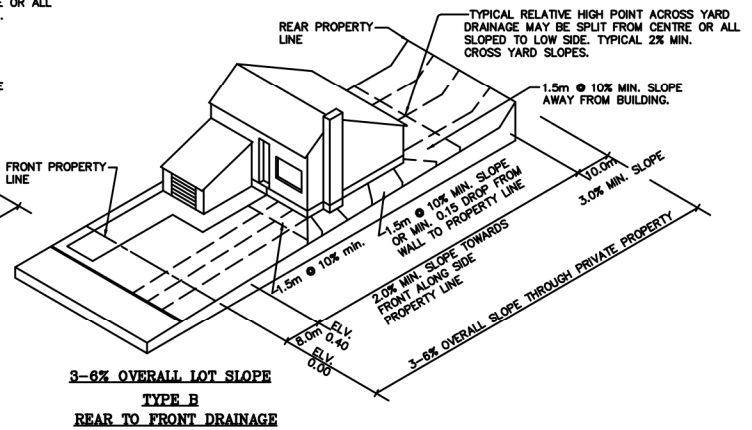 E OR ALL
.
E
REAR PROPERTY
LINE
TYPICAL RELATIVE HIGH POINT ACROSS YARD
DRAINAGE MAY BE SPLIT FROM CENTRE OR ALL
SLOPED TO LOW SIDE. TYPICAL 2% MIN.
CROSS YARD SLOPES.
1.5m @ 10% MIN. SLOPE
AWAY FROM BUILDING.
FRONT PROPERTY
LINE
10.0m
3.0% MIN. SLOPE
1.5m @ 10% MIN. SLOPE
OR MIN. 0.15 DROP FROM
WALL TO PROPERTY LINE
1.5m @ 10% min.
2.0% MIN. SLOPE TOWARDS
FRONT ALONG SIDE
PROPERTY LINE
3-6% OVERALL SLOPE THROUGH PRIVATE PROPERTY
8.0m
ELV.
0.40
ELV.
0.00
3-6% OVERALL LOT SLOPE
TYPE B
REAR TO FRONT DRAINAGE